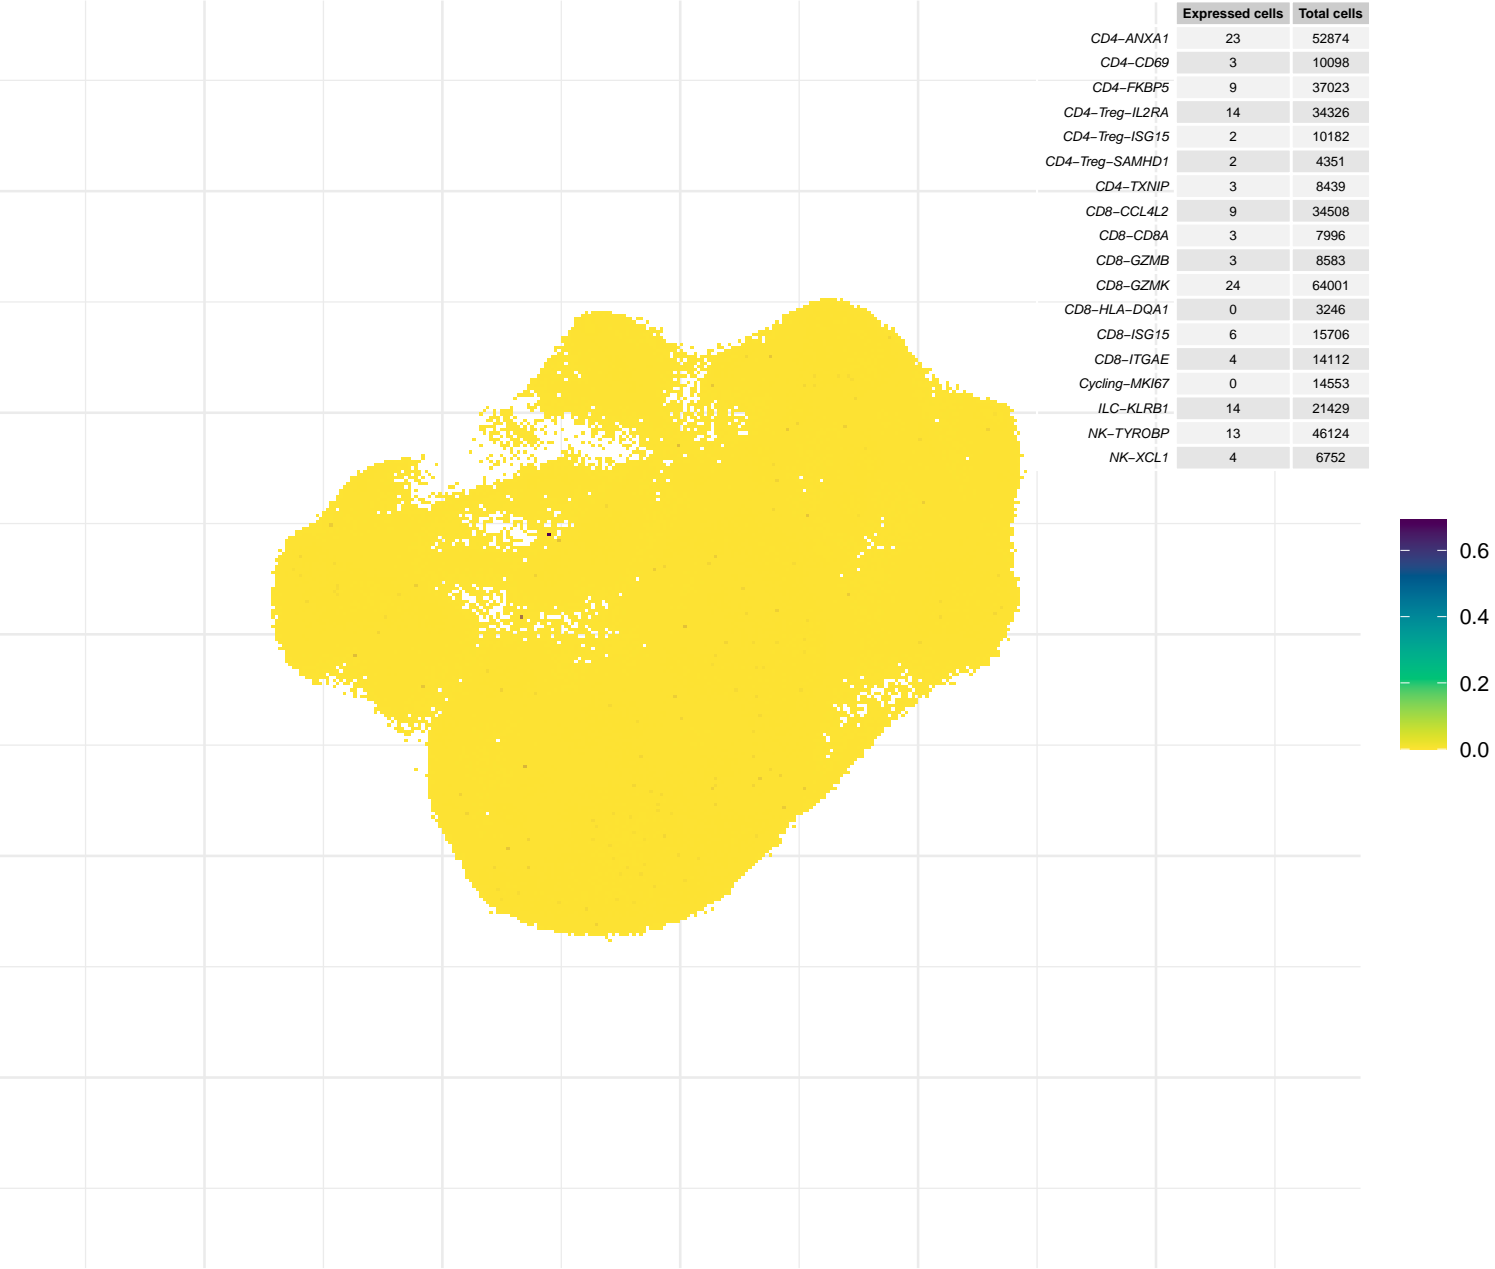 Expressed cells Total cells
CD4−ANXA1 23 52874
CD4−CD69 3 10098
CD4−FKBP5 9 37023
CD4−Treg−IL2RA 14 34326
CD4−Treg−ISG15 2 10182
CD4−Treg−SAMHD1 2 4351
CD4−TXNIP 3 8439
CD8−CCL4L2 9 34508
CD8−CD8A 3 7996
CD8−GZMB 3 8583
CD8−GZMK 24 64001
CD8−HLA−DQA1 0 3246
CD8−ISG15 6 15706
CD8−ITGAE 4 14112
Cycling−MKI67 0 14553
ILC−KLRB1 14 21429
NK−TYROBP 13 46124
NK−XCL1 4 6752
0.6
0.4
0.2
0.0